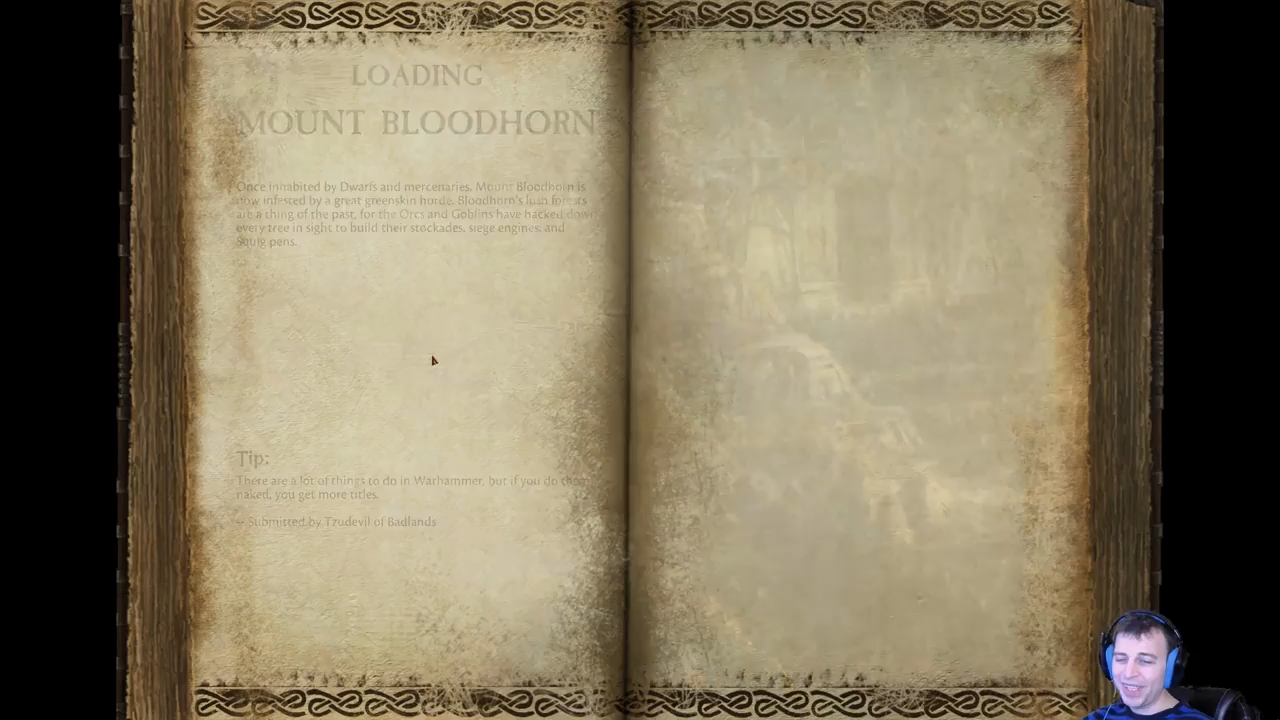 LOADING
MOUNT BLOODHORN
Once inhabited by Dwarfs and mercenaries, Mount Bloodhorn is
now infested by a great greenskin horde. Bloodhorn's lush forests
are a thing of the past, for the Orcs and Goblins have hacked down
every tree in sight to build their stockades, siege engines, and
Squig pens.
Tip:
There are a lot of things to do in Warhammer, but if you do them
naked, you get more titles.
-- Submitted by Tzudevil of Badlands